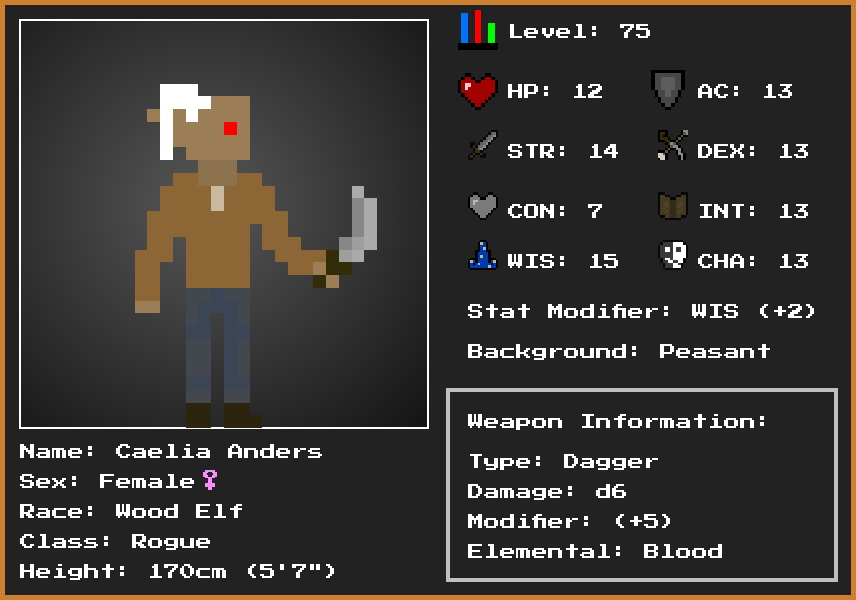 Level: 75
HP: 12
AC: 13
STR: 14
DEX: 13
CON: 7
INT: 13
WIS: 15
CHA: 13
Stat Modifier: WIS (+2)
Background: Peasant
Weapon Information:
Type: Dagger
Damage: d6
Modifier: (+5)
Elemental: Blood
Name: Caelia Anders
Sex: Female♀
Race: Wood Elf
Class: Rogue
Height: 170cm (5'7")